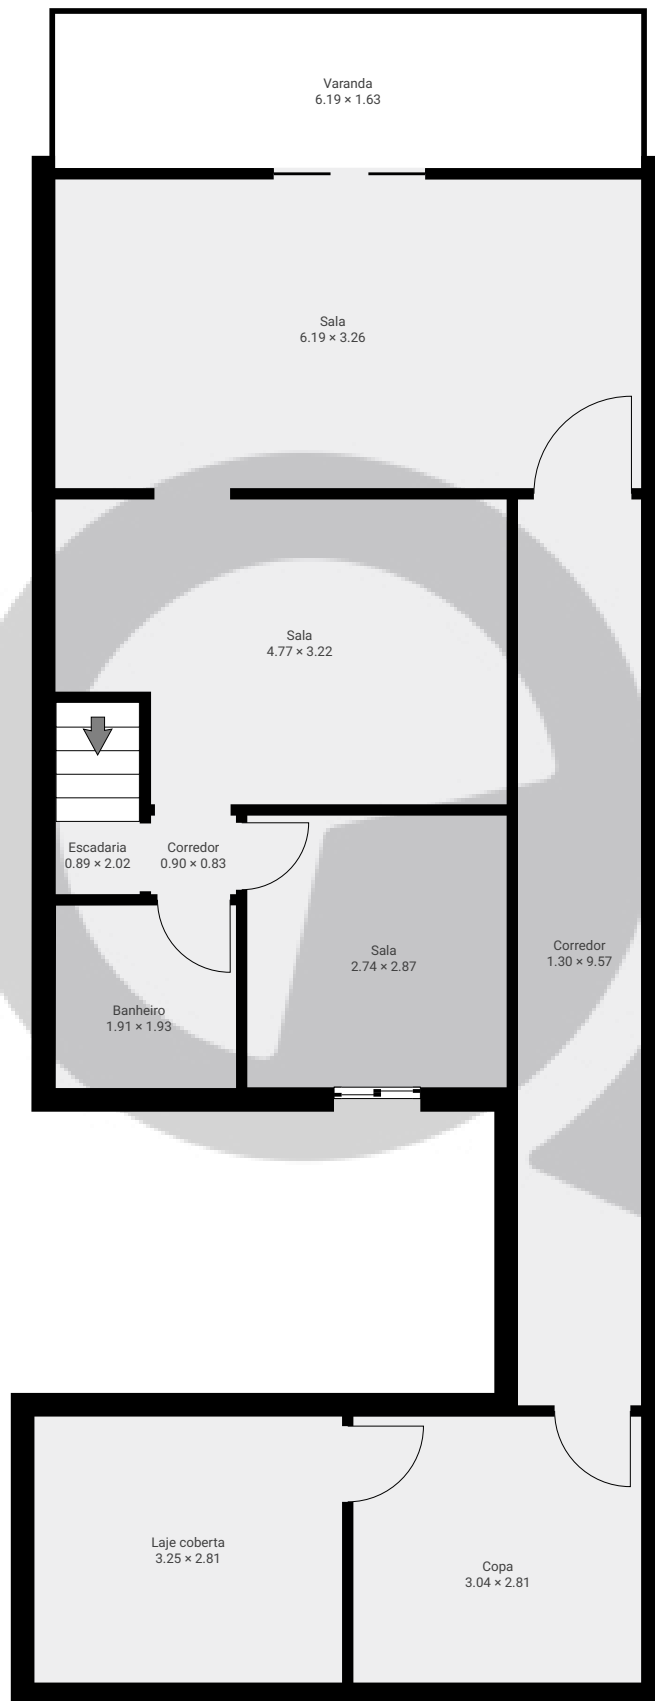 Varanda
6.19 × 1.63
Sala
6.19 × 3.26
Sala
4.77 × 3.22
Escadaria
0.89 × 2.02
Corredor
0.90 × 0.83
Sala
2.74 × 2.87
Corredor
1.30 × 9.57
Banheiro
1.91 × 1.93
Laje coberta
3.25 × 2.81
Copa
3.04 × 2.81